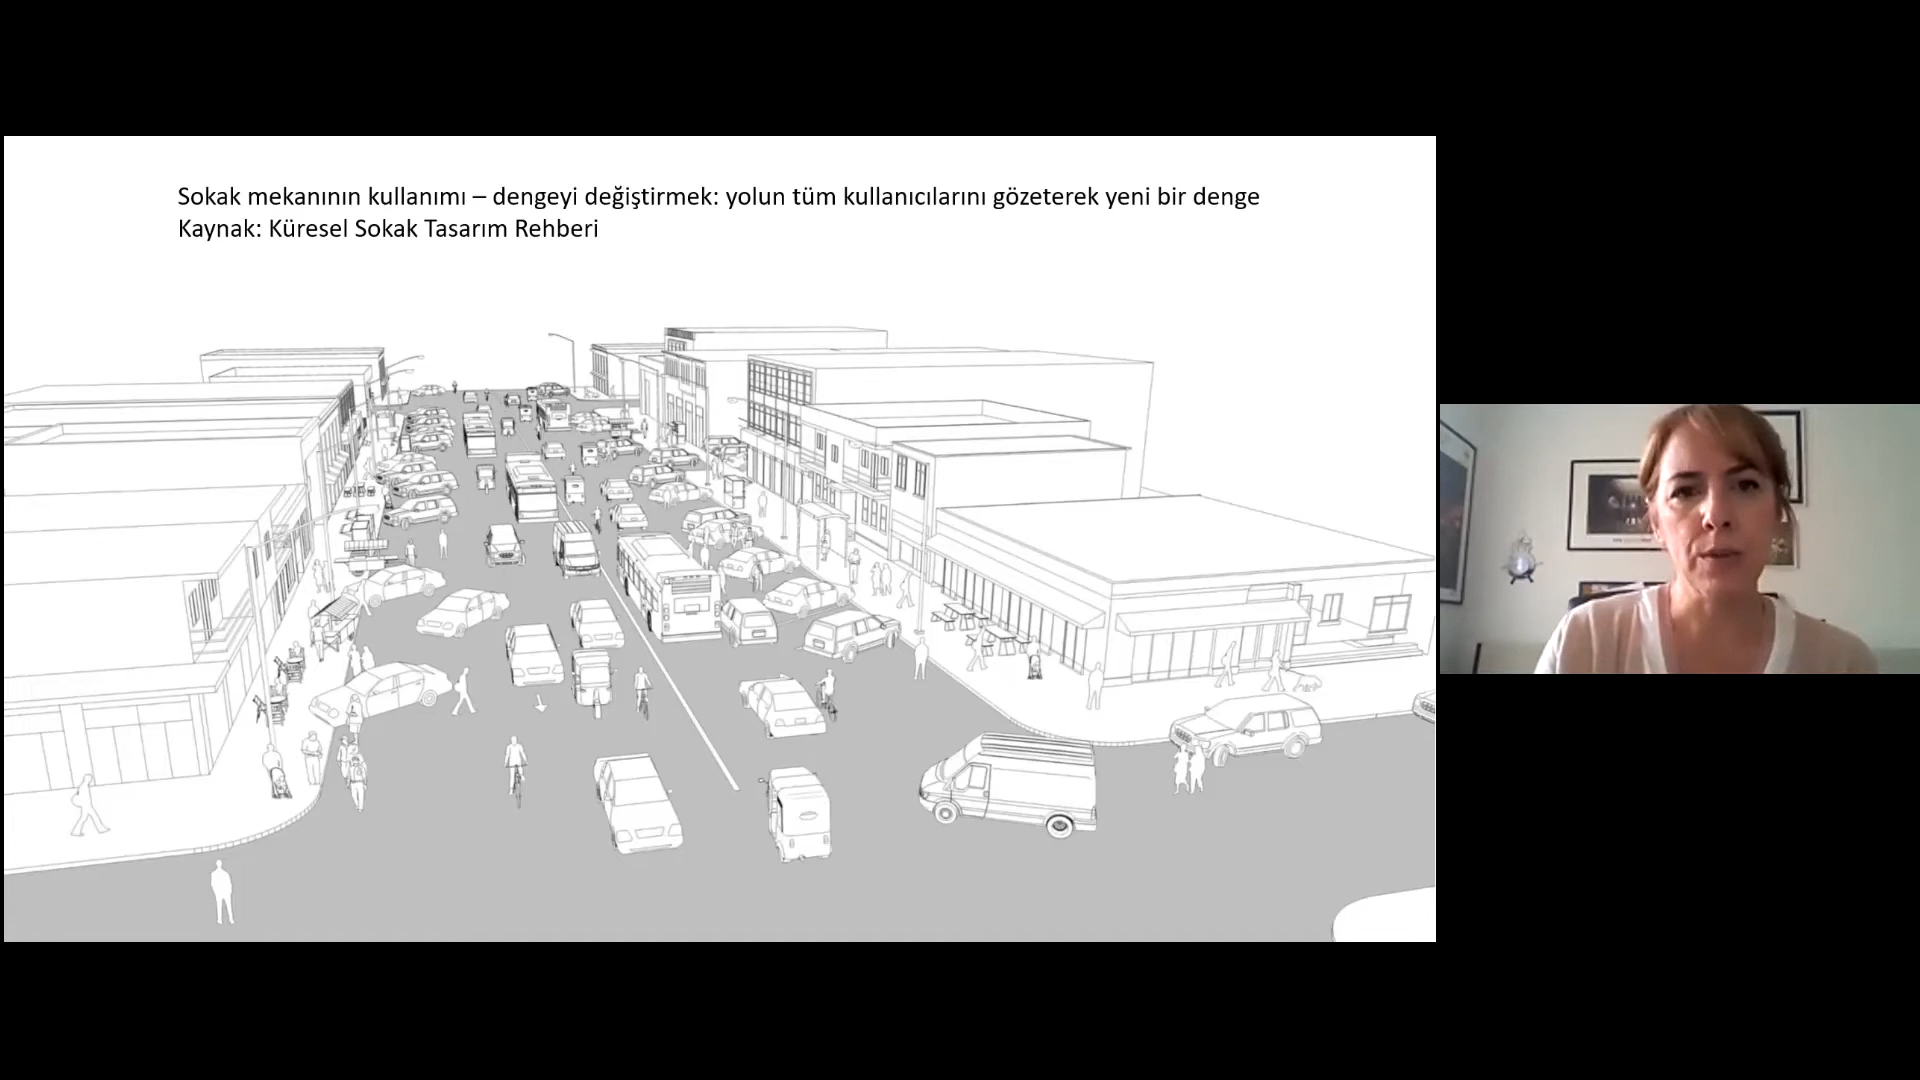 Sokak mekanının kullanımı – dengeyi değiştirmek: yolun tüm kullanıcılarını gözeterek yeni bir denge
Kaynak: Küresel Sokak Tasarım Rehberi